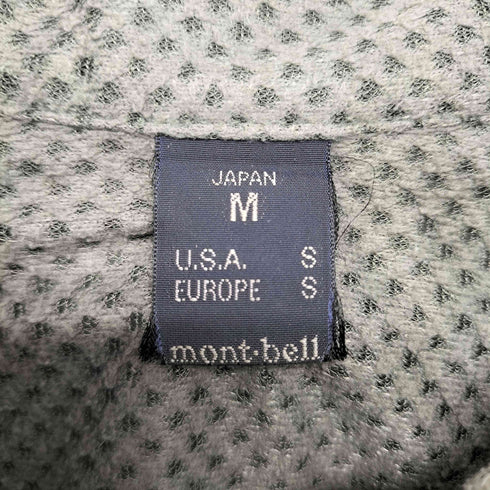 JAPAN
M
U.S.A. S
EUROPE S
mont-bell